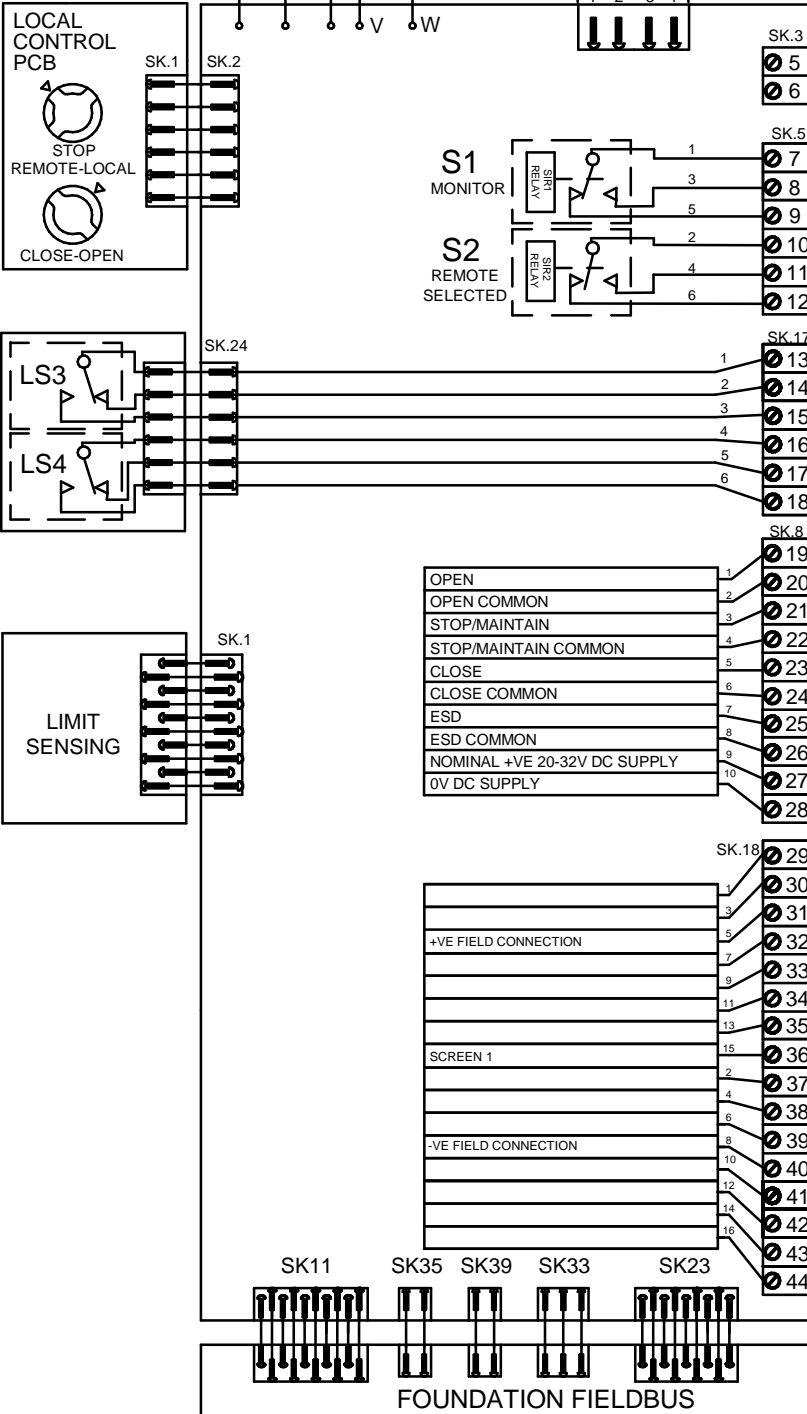 V
W
LOCAL
CONTROL
PCB
SK.1
SK.2
STOP
REMOTE-LOCAL
CLOSE-OPEN
SK.3
5
6
SK.5
S1
MONITOR
SIR1
RELAY
1
7
3
8
5
9
S2
REMOTE
SELECTED
SIR2
RELAY
2
10
4
11
6
12
SK.24
SK.17
LS3
LS4
1
13
2
14
3
15
4
16
5
17
6
18
SK.8
OPEN 1 19
OPEN COMMON 2 20
STOP/MAINTAIN 3 21
STOP/MAINTAIN COMMON 4 22
CLOSE 5 23
CLOSE COMMON 6 24
ESD 7 25
ESD COMMON 8 26
NOMINAL +VE 20-32V DC SUPPLY 9 27
0V DC SUPPLY 10 28
SK.1
LIMIT
SENSING
SK.18
1 29
3 30
+VE FIELD CONNECTION 5 31
7 32
9 33
11 34
13 35
SCREEN 1 15 36
2 37
4 38
6 39
-VE FIELD CONNECTION 8 40
10 41
12 42
14 43
16 44
SK11
SK35
SK39
SK33
SK23
FOUNDATION FIELDBUS